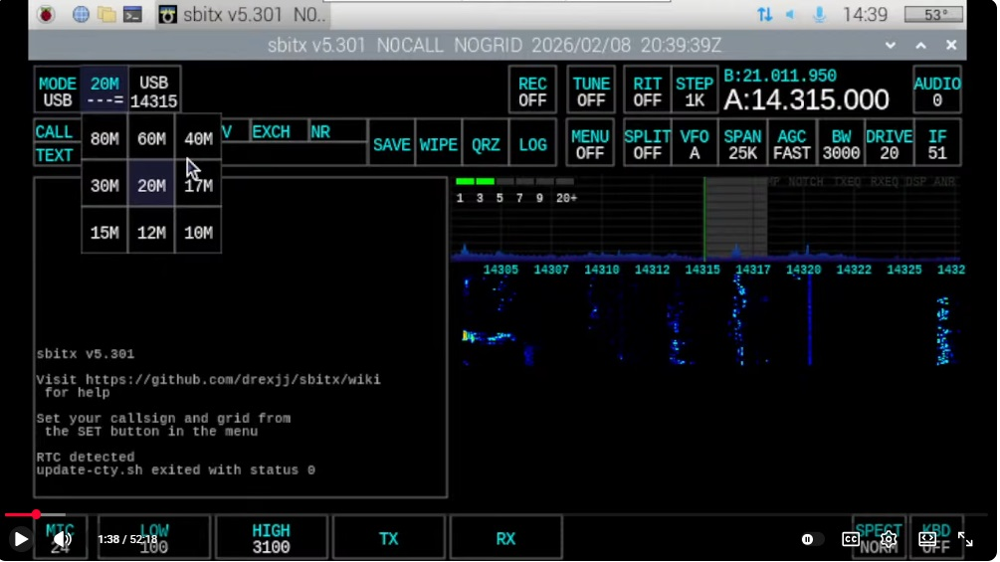 sbitx v5.301 N0..
14:39
53°
sbitx v5.301 N0CALL NOGRID 2026/02/08 20:39:39Z
MODE 20M USB REC TUNE RIT STEP B:21.011.950 AUDIO
USB ---= 14315 OFF OFF OFF 1K A:14.315.000 0
CALL V EXCH NR
TEXT
SAVE WIPE QRZ LOG
MENU SPLIT VFO SPAN AGC BW DRIVE IF
OFF OFF A 25K FAST 3000 20 51
80M 60M 40M
30M 20M 17M
15M 12M 10M
NOTCH TXEQ RXEQ DSP ANR
1 3 5 7 9 20+
14305 14307 14310 14312 14315 14317 14320 14322 14325 1432
sbitx v5.301
Visit https://github.com/drexjj/sbitx/wiki
for help
Set your callsign and grid from
the SET button in the menu
RTC detected
update-cty.sh exited with status 0
MIC LOW HIGH TX RX SPECT KBD
24 100 3100 NORM OFF
1:38 / 52:18
CC